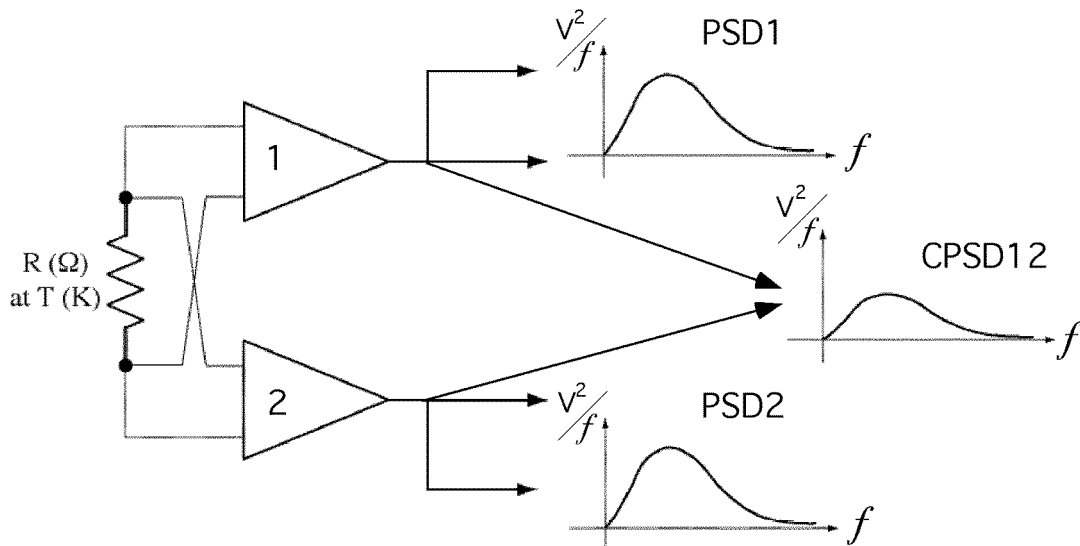 V²/f
PSD1
f
1
V²/f
CPSD12
f
R (Ω)
at T (K)
2
V²/f
PSD2
f